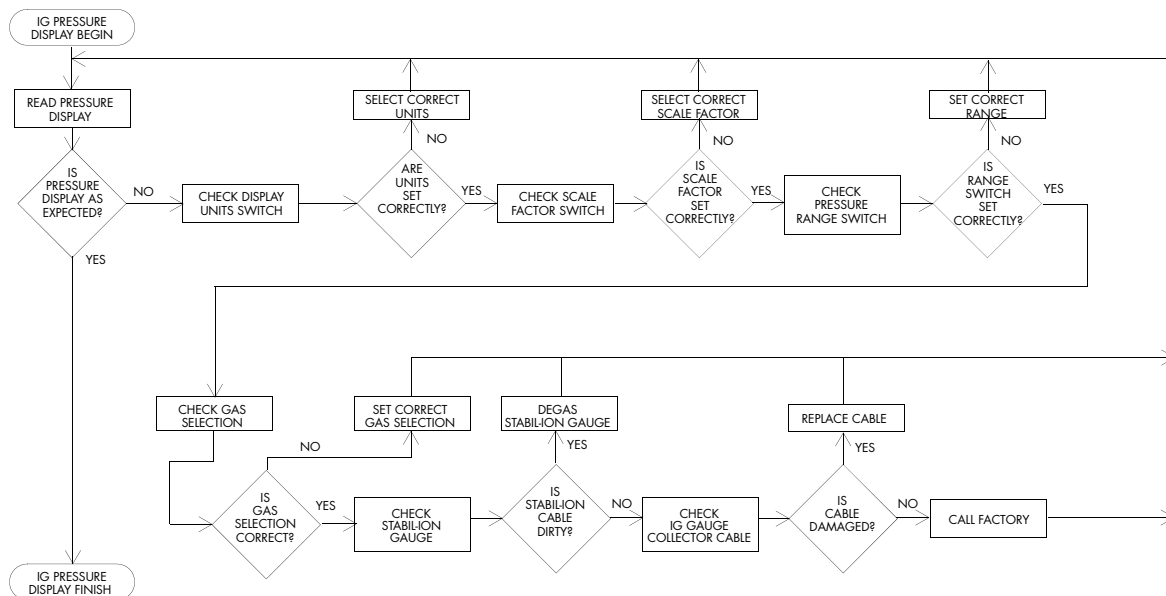 IG PRESSURE
DISPLAY BEGIN
READ PRESSURE
DISPLAY
IS
PRESSURE
DISPLAY AS
EXPECTED?
NO
YES
CHECK DISPLAY
UNITS SWITCH
SELECT CORRECT
UNITS
NO
ARE
UNITS
SET
CORRECTLY?
YES
CHECK SCALE
FACTOR SWITCH
SELECT CORRECT
SCALE FACTOR
NO
IS
SCALE
FACTOR
SET
CORRECTLY?
YES
CHECK
PRESSURE
RANGE SWITCH
SET CORRECT
RANGE
NO
IS
RANGE
SWITCH
SET
CORRECTLY?
YES
CHECK GAS
SELECTION
IS
GAS
SELECTION
CORRECT?
NO
SET CORRECT
GAS SELECTION
YES
CHECK
STABIL-ION
GAUGE
DEGAS
STABIL-ION GAUGE
YES
IS
STABIL-ION
CABLE
DIRTY?
NO
CHECK
IG GAUGE
COLLECTOR CABLE
REPLACE CABLE
YES
IS
CABLE
DAMAGED?
NO
CALL FACTORY
IG PRESSURE
DISPLAY FINISH